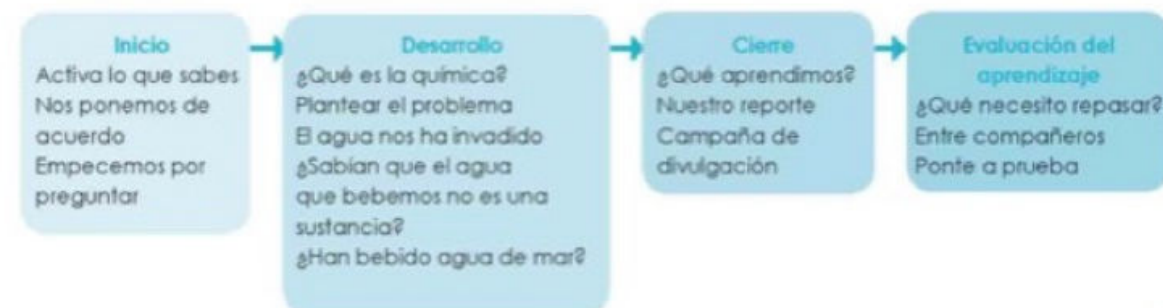 Inicio
Activa lo que sabes
Nos ponemos de
acuerdo
Empecemos por
preguntar
Desarrollo
¿Qué es la química?
Plantear el problema
El agua nos ha invadido
¿Sabían que el agua
que bebemos no es una
sustancia?
¿Han bebido agua de mar?
Cierre
¿Qué aprendimos?
Nuestro reporte
Campaña de
divulgación
Evaluación del
aprendizaje
¿Qué necesito repasar?
Entre compañeros
Ponte a prueba